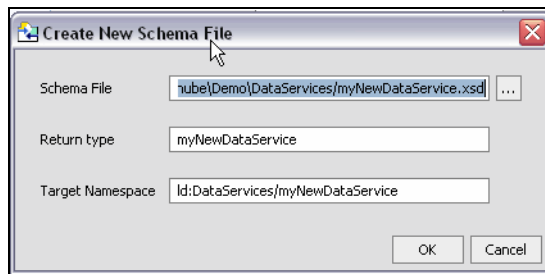 Create New Schema File
Schema File
nube\Demo\DataServices/myNewDataService.xsd
...
Return type
myNewDataService
Target Namespace
ld:DataServices/myNewDataService
OK
Cancel